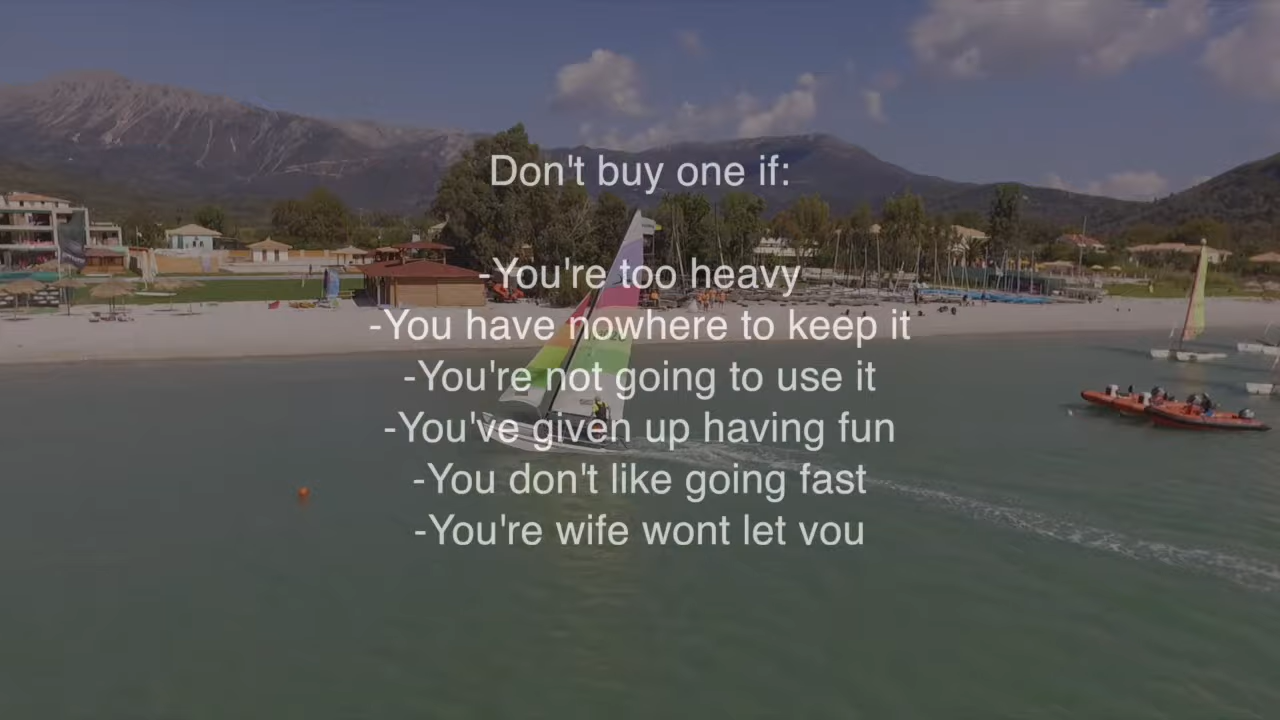 Don't buy one if:
-You're too heavy
-You have nowhere to keep it
-You're not going to use it
-You've given up having fun
-You don't like going fast
-You're wife wont let you